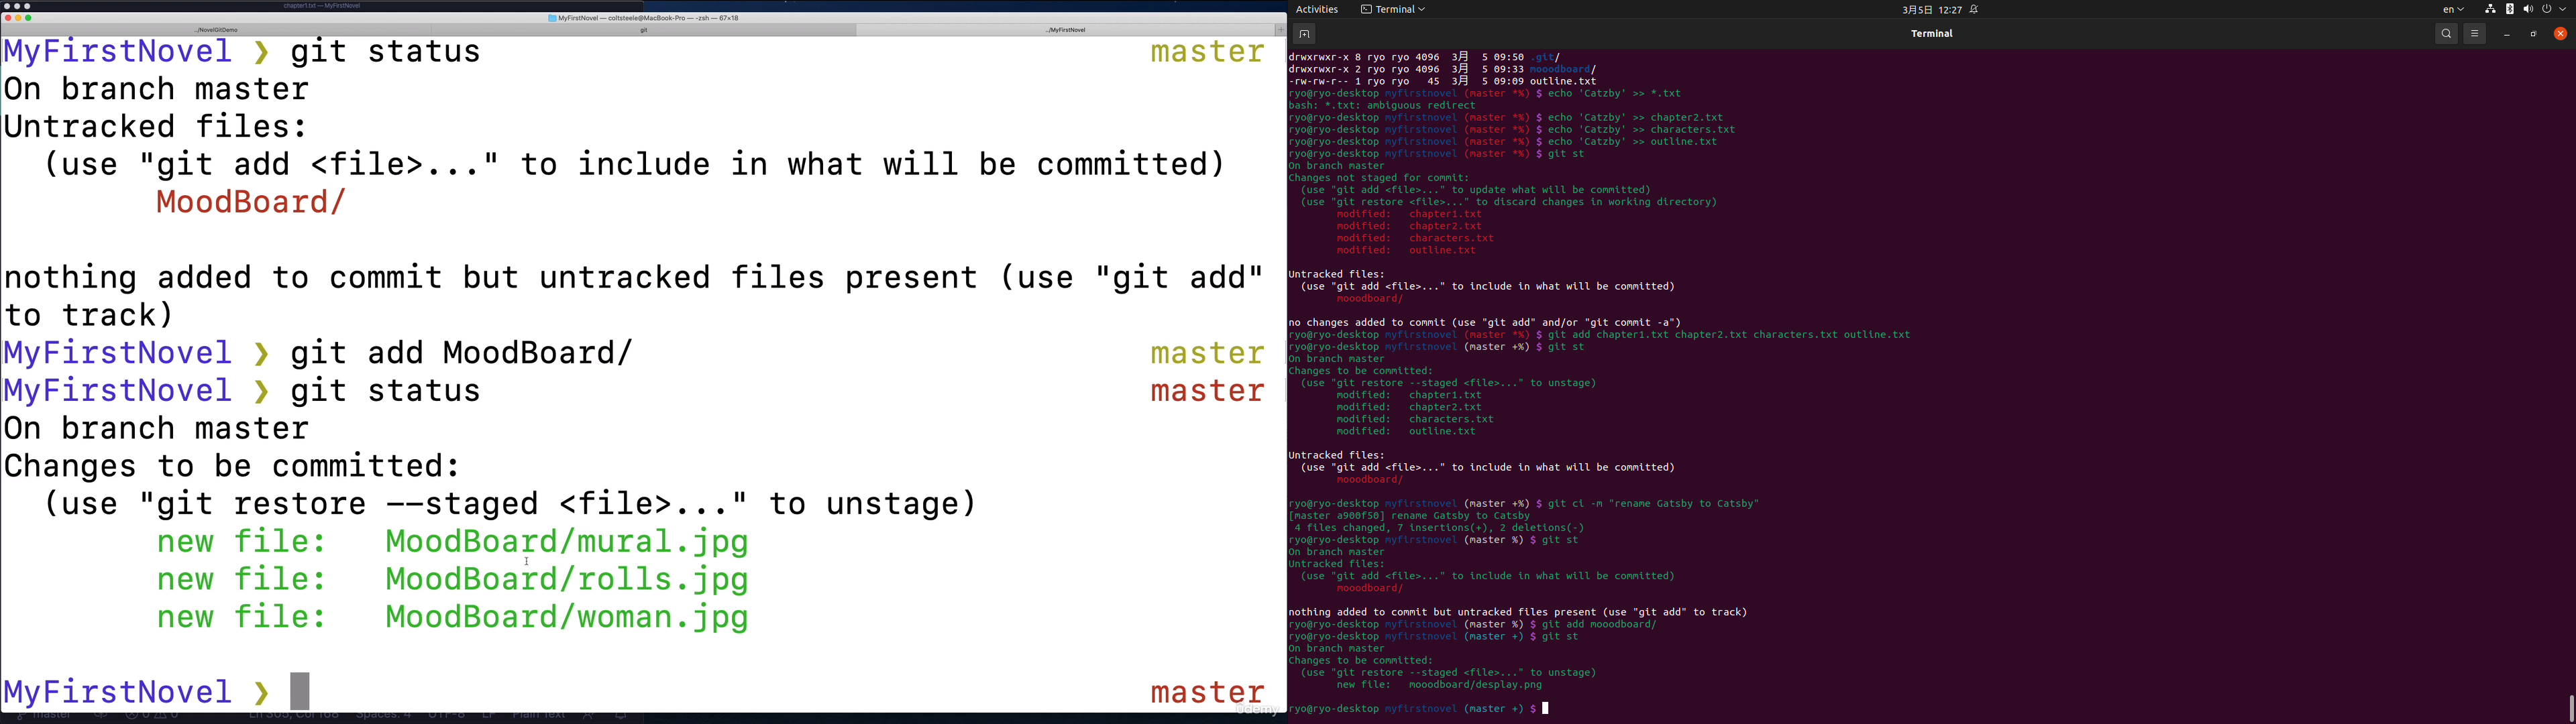 chapter1.txt — MyFirstNovel
MyFirstNovel — coltsteele@MacBook-Pro — -zsh — 67×18
../NovelGitDemo
git
../MyFirstNovel
MyFirstNovel ❯ git status master
On branch master
Untracked files:
(use "git add <file>..." to include in what will be committed)
MoodBoard/
nothing added to commit but untracked files present (use "git add"
to track)
MyFirstNovel ❯ git add MoodBoard/ master
MyFirstNovel ❯ git status master
On branch master
Changes to be committed:
(use "git restore --staged <file>..." to unstage)
new file: MoodBoard/mural.jpg
new file: MoodBoard/rolls.jpg
new file: MoodBoard/woman.jpg
MyFirstNovel ❯ master
ûdemy
master
Ln 305, Col 168 Spaces: 4 UTF-8 LF Plain Text
Activities
Terminal
3月5日 12:27
en
Terminal
drwxrwxr-x 8 ryo ryo 4096 3月 5 09:50 .git/
drwxrwxr-x 2 ryo ryo 4096 3月 5 09:33 mooodboard/
-rw-rw-r-- 1 ryo ryo 45 3月 5 09:09 outline.txt
ryo@ryo-desktop myfirstnovel (master *%) $ echo 'Catzby' >> *.txt
bash: *.txt: ambiguous redirect
ryo@ryo-desktop myfirstnovel (master *%) $ echo 'Catzby' >> chapter2.txt
ryo@ryo-desktop myfirstnovel (master *%) $ echo 'Catzby' >> characters.txt
ryo@ryo-desktop myfirstnovel (master *%) $ echo 'Catzby' >> outline.txt
ryo@ryo-desktop myfirstnovel (master *%) $ git st
On branch master
Changes not staged for commit:
(use "git add <file>..." to update what will be committed)
(use "git restore <file>..." to discard changes in working directory)
modified: chapter1.txt
modified: chapter2.txt
modified: characters.txt
modified: outline.txt
Untracked files:
(use "git add <file>..." to include in what will be committed)
mooodboard/
no changes added to commit (use "git add" and/or "git commit -a")
ryo@ryo-desktop myfirstnovel (master *%) $ git add chapter1.txt chapter2.txt characters.txt outline.txt
ryo@ryo-desktop myfirstnovel (master +%) $ git st
On branch master
Changes to be committed:
(use "git restore --staged <file>..." to unstage)
modified: chapter1.txt
modified: chapter2.txt
modified: characters.txt
modified: outline.txt
Untracked files:
(use "git add <file>..." to include in what will be committed)
mooodboard/
ryo@ryo-desktop myfirstnovel (master +%) $ git ci -m "rename Gatsby to Catsby"
[master a900f50] rename Gatsby to Catsby
4 files changed, 7 insertions(+), 2 deletions(-)
ryo@ryo-desktop myfirstnovel (master %) $ git st
On branch master
Untracked files:
(use "git add <file>..." to include in what will be committed)
mooodboard/
nothing added to commit but untracked files present (use "git add" to track)
ryo@ryo-desktop myfirstnovel (master %) $ git add mooodboard/
ryo@ryo-desktop myfirstnovel (master +) $ git st
On branch master
Changes to be committed:
(use "git restore --staged <file>..." to unstage)
new file: mooodboard/desplay.png
ryo@ryo-desktop myfirstnovel (master +) $